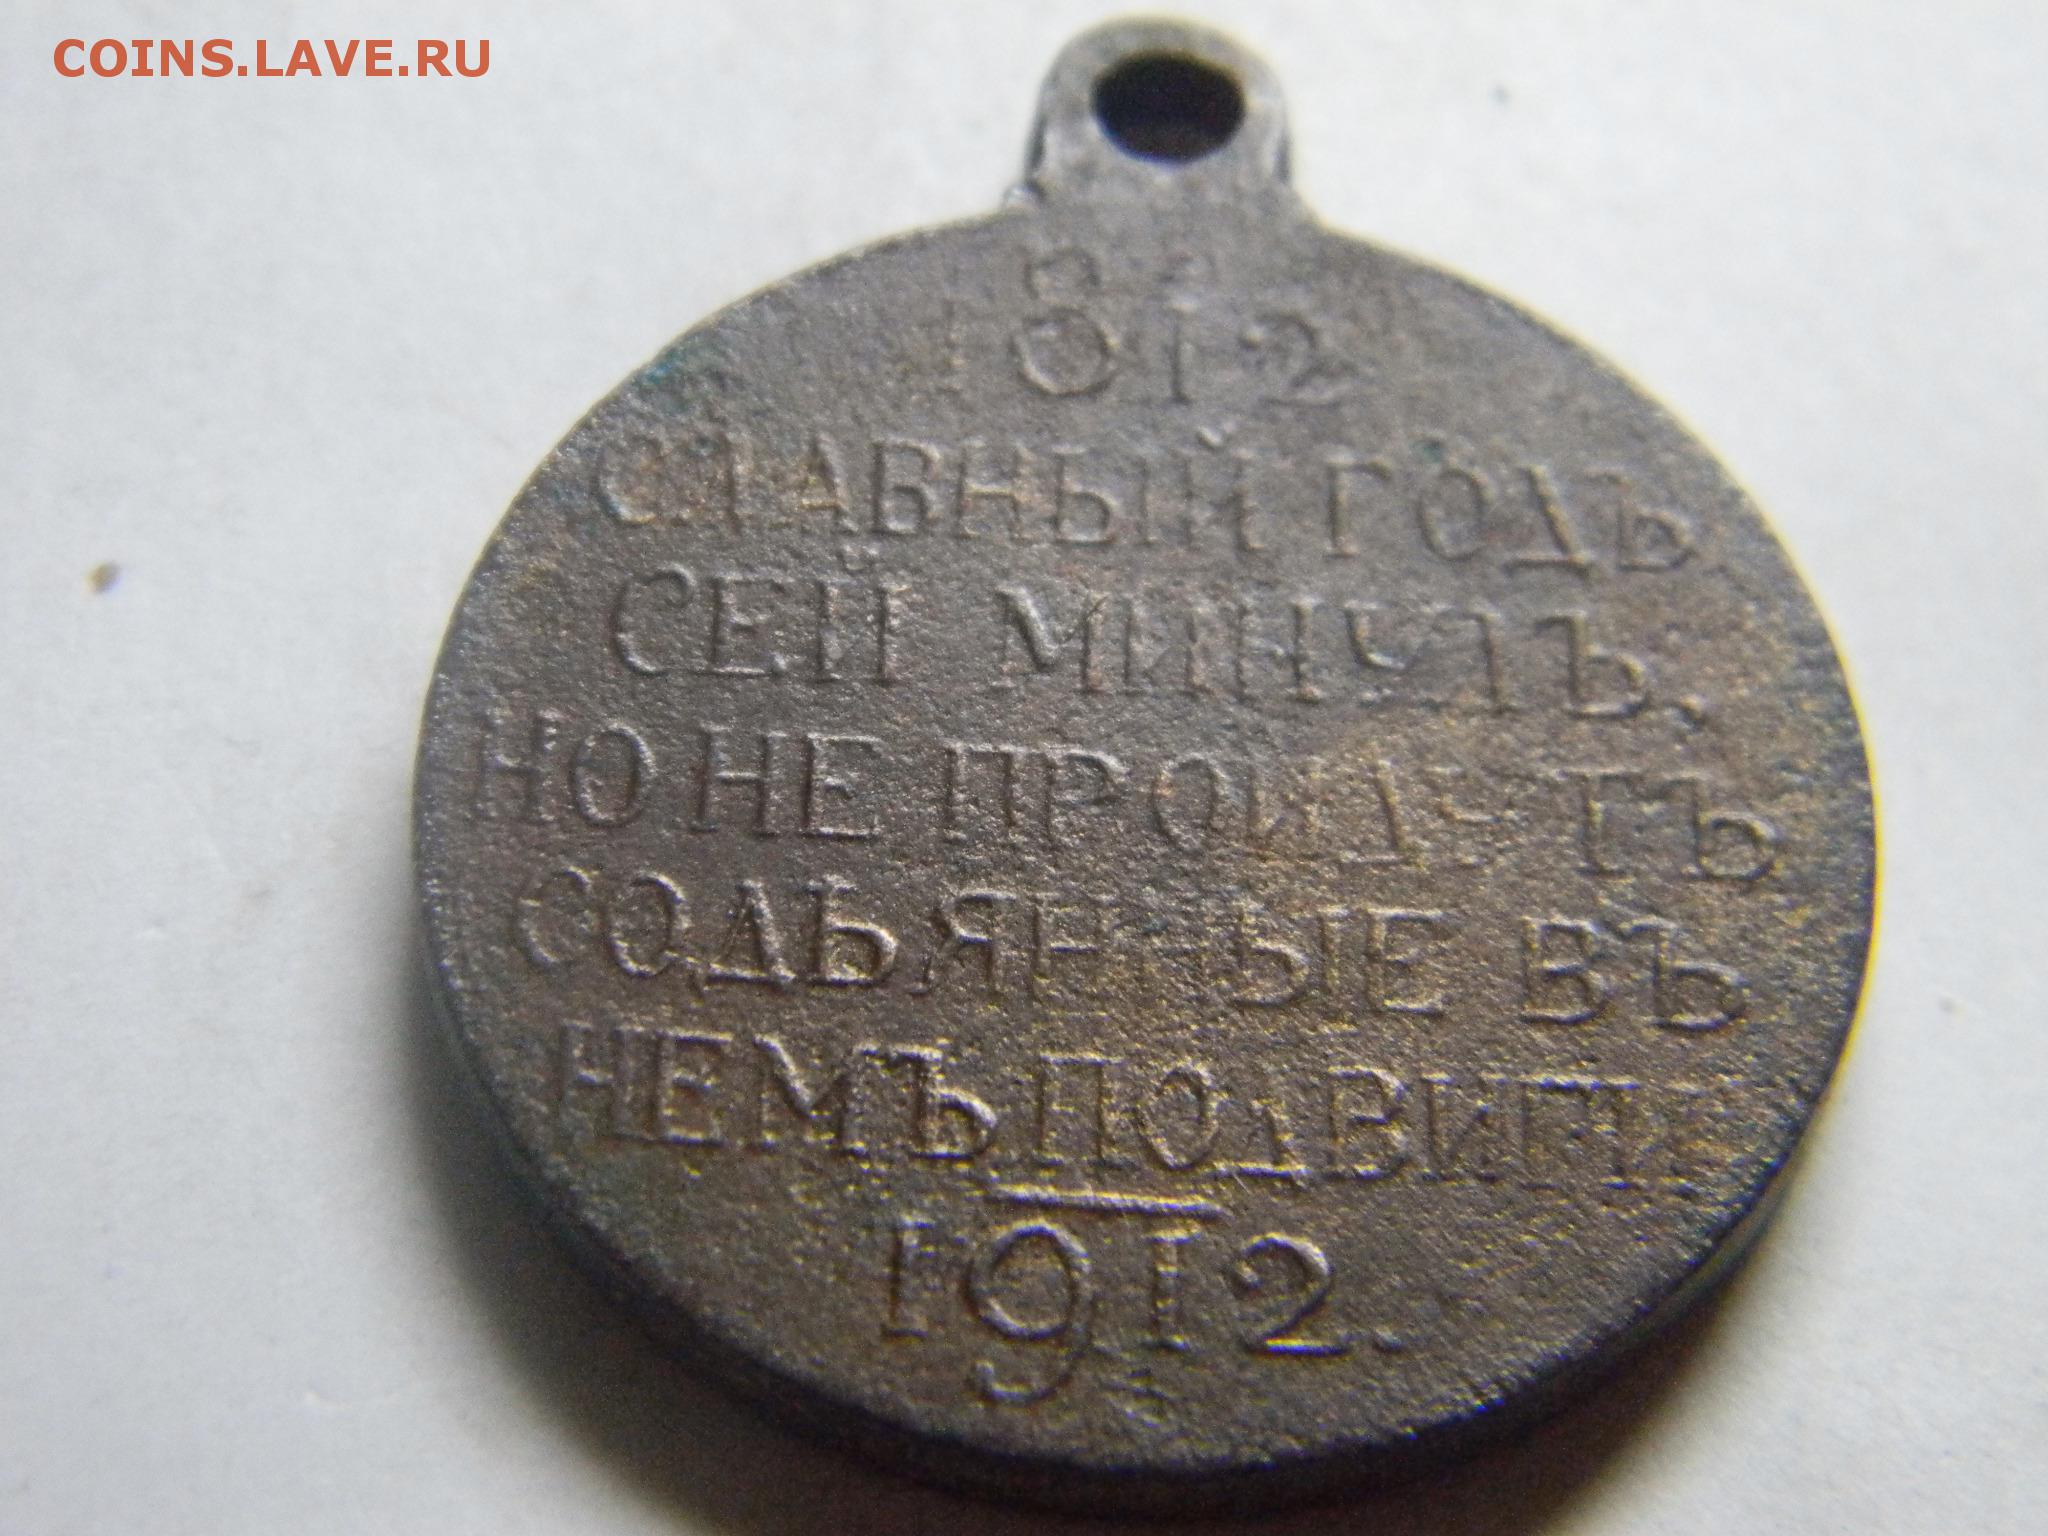 COINS.LAVE.RU
1812
СЛАВНЫЙ ГОДЪ
СЕЙ МИНУЛЪ,
НО НЕ ПРОЙДУТЪ
СОДѢЯННЫЕ ВЪ
НЕМЪ ПОДВИГИ
1912.